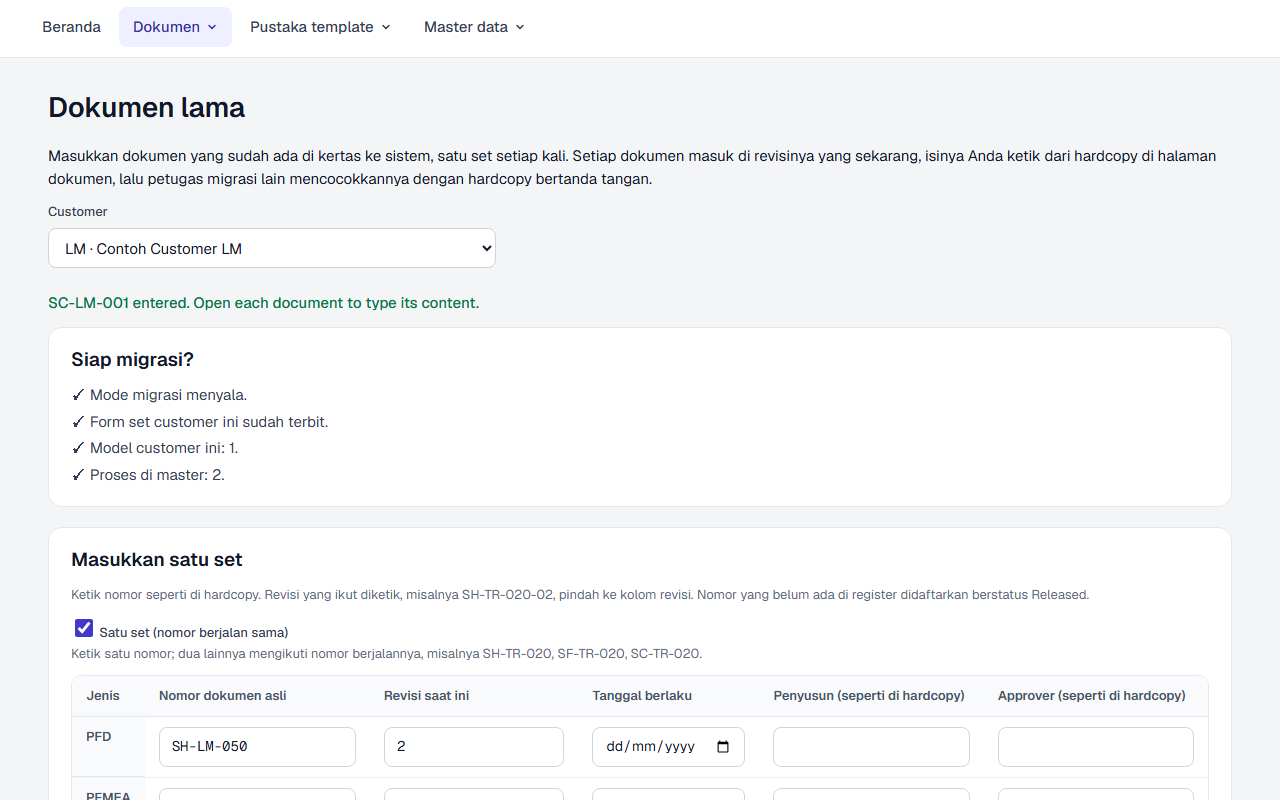 Beranda Dokumen Pustaka template Master data
Dokumen lama
Masukkan dokumen yang sudah ada di kertas ke sistem, satu set setiap kali. Setiap dokumen masuk di revisinya yang sekarang, isinya Anda ketik dari hardcopy di halaman
dokumen, lalu petugas migrasi lain mencocokkannya dengan hardcopy bertanda tangan.
Customer
LM · Contoh Customer LM
SC-LM-001 entered. Open each document to type its content.
Siap migrasi?
✓ Mode migrasi menyala.
✓ Form set customer ini sudah terbit.
✓ Model customer ini: 1.
✓ Proses di master: 2.
Masukkan satu set
Ketik nomor seperti di hardcopy. Revisi yang ikut diketik, misalnya SH-TR-020-02, pindah ke kolom revisi. Nomor yang belum ada di register didaftarkan berstatus Released.
Satu set (nomor berjalan sama)
Ketik satu nomor; dua lainnya mengikuti nomor berjalannya, misalnya SH-TR-020, SF-TR-020, SC-TR-020.
Jenis Nomor dokumen asli Revisi saat ini Tanggal berlaku Penyusun (seperti di hardcopy) Approver (seperti di hardcopy)
PFD SH-LM-050 2 dd/mm/yyyy
PFMEA